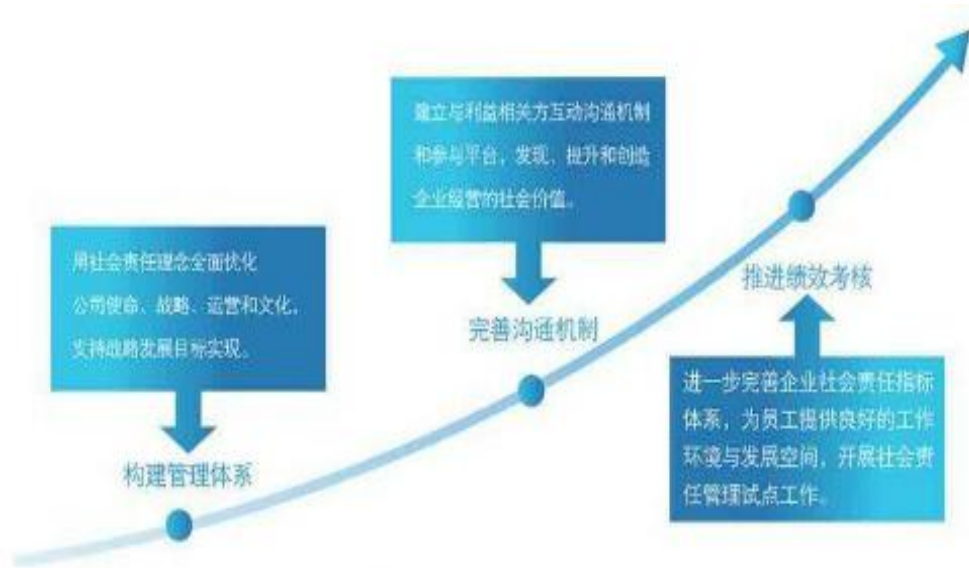 建立与利益相关方互动沟通机制
和参与平台，发现、提升和创造
企业经营的社会价值。
用社会责任理念全面优化
公司使命、战略、运营和文化，
支持战略发展目标实现。
推进绩效考核
完善沟通机制
进一步完善企业社会责任指标
体系，为员工提供良好的工作
环境与发展空间，开展社会责
任管理试点工作。
构建管理体系